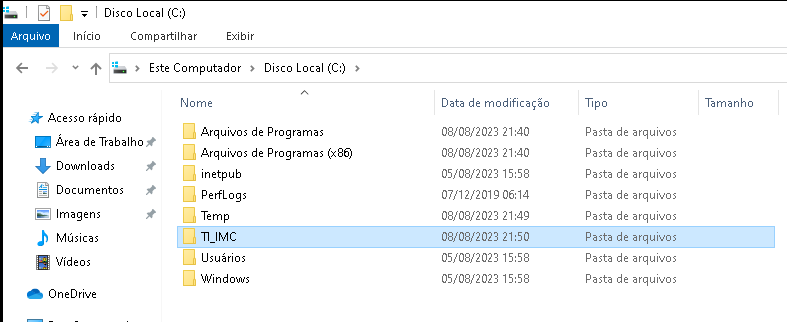 Disco Local (C:)
Arquivo Início Compartilhar Exibir
Este Computador Disco Local (C:)
Nome Data de modificação Tipo Tamanho
Acesso rápido
Área de Trabalho
Downloads
Documentos
Imagens
Músicas
Vídeos
OneDrive
Arquivos de Programas 08/08/2023 21:40 Pasta de arquivos
Arquivos de Programas (x86) 08/08/2023 21:40 Pasta de arquivos
inetpub 05/08/2023 15:58 Pasta de arquivos
PerfLogs 07/12/2019 06:14 Pasta de arquivos
Temp 08/08/2023 21:49 Pasta de arquivos
TI_IMC 08/08/2023 21:50 Pasta de arquivos
Usuários 05/08/2023 15:58 Pasta de arquivos
Windows 05/08/2023 15:58 Pasta de arquivos